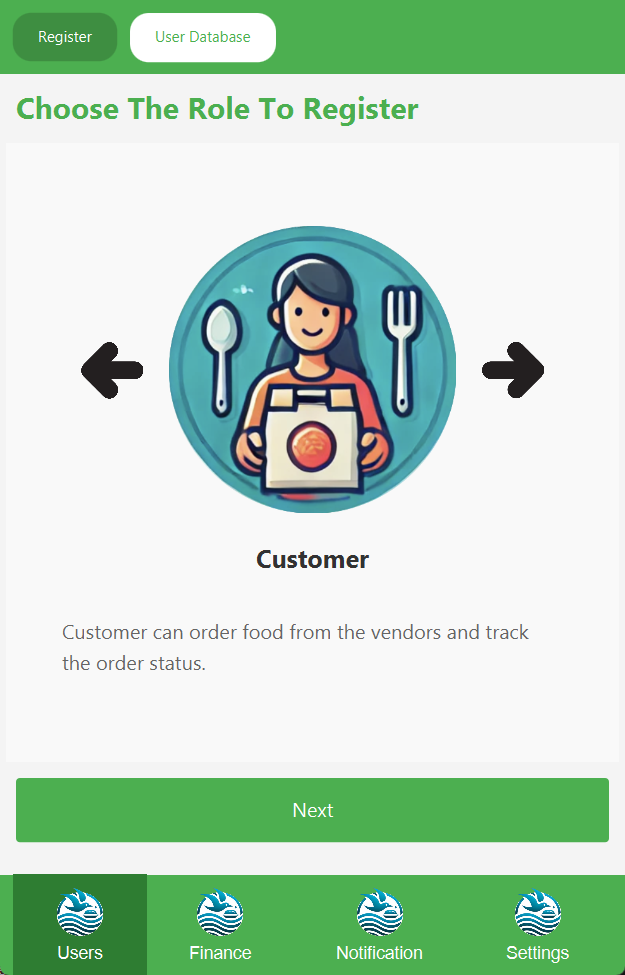 Register
User Database
Choose The Role To Register
Customer
Customer can order food from the vendors and track
the order status.
Next
Users
Finance
Notification
Settings